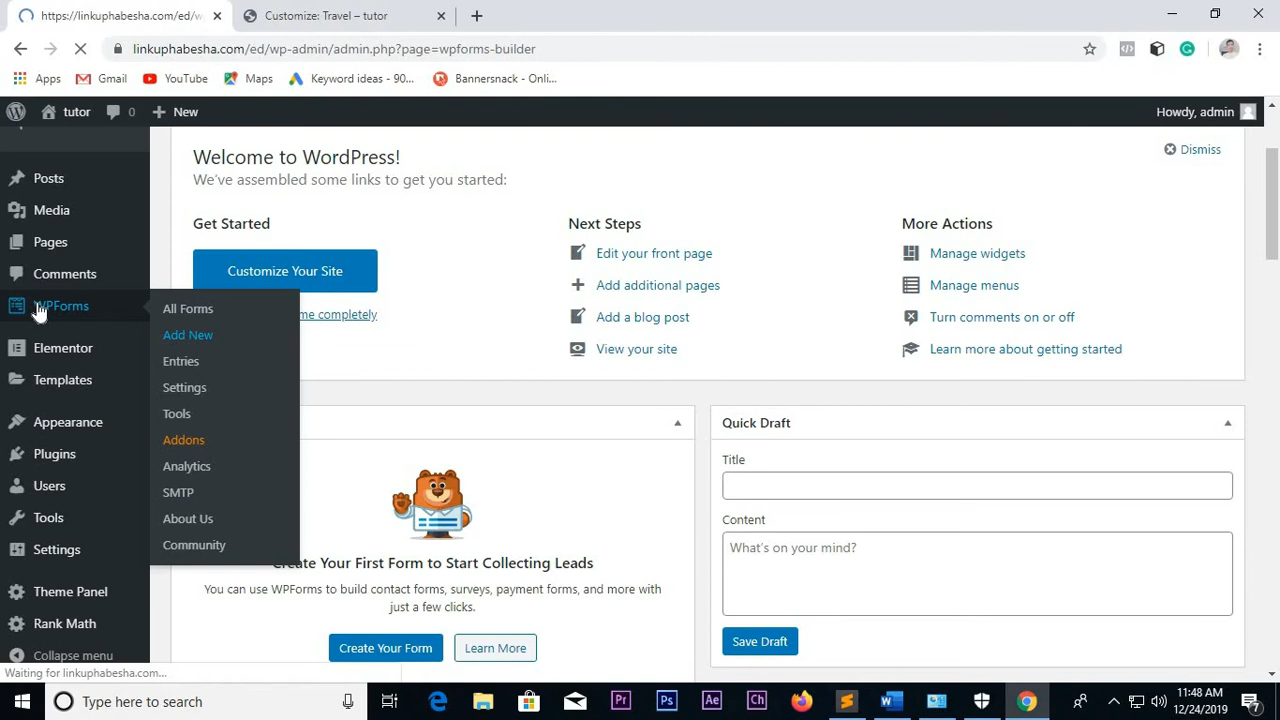 https://linkuphabesha.com/ed/w
Customize: Travel – tutor
linkuphabesha.com/ed/wp-admin/admin.php?page=wpforms-builder
Apps
Gmail
YouTube
Maps
Keyword ideas - 90...
Bannersnack - Onli...
tutor
0
New
Howdy, admin
Posts
Media
Pages
Comments
WPForms
Elementor
Templates
Appearance
Plugins
Users
Tools
Settings
Theme Panel
Rank Math
Collapse menu
All Forms
Add New
Entries
Settings
Tools
Addons
Analytics
SMTP
About Us
Community
Welcome to WordPress!
Dismiss
We've assembled some links to get you started:
Get Started
Customize Your Site
me completely
Next Steps
Edit your front page
Add additional pages
Add a blog post
View your site
More Actions
Manage widgets
Manage menus
Turn comments on or off
Learn more about getting started
Create Your First Form to Start Collecting Leads
You can use WPForms to build contact forms, surveys, payment forms, and more with
just a few clicks.
Create Your Form
Learn More
Quick Draft
Title
Content
What's on your mind?
Save Draft
Waiting for linkuphabesha.com...
Type here to search
Pr
Ps
Ae
Ch
11:48 AM
12/24/2019
7